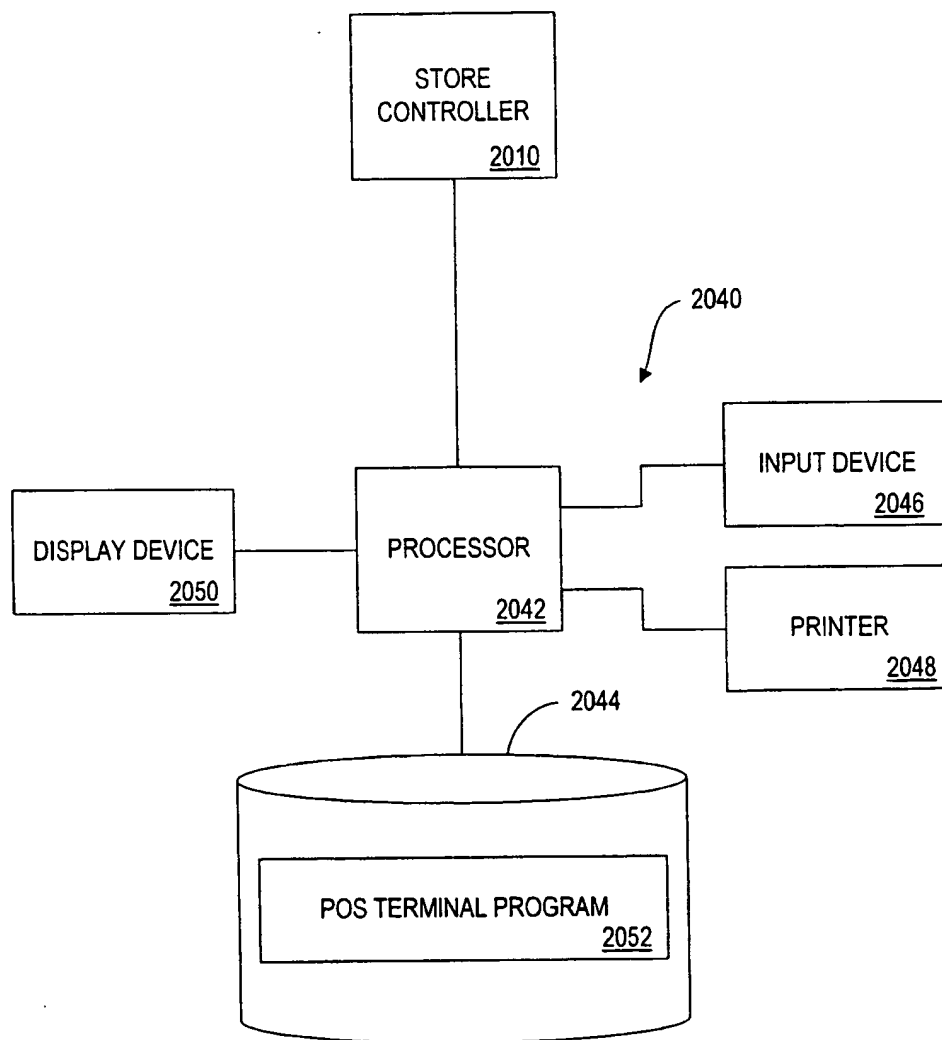 STORE
CONTROLLER
2010
2040
INPUT DEVICE
2046
DISPLAY DEVICE
2050
PROCESSOR
2042
PRINTER
2048
2044
POS TERMINAL PROGRAM
2052